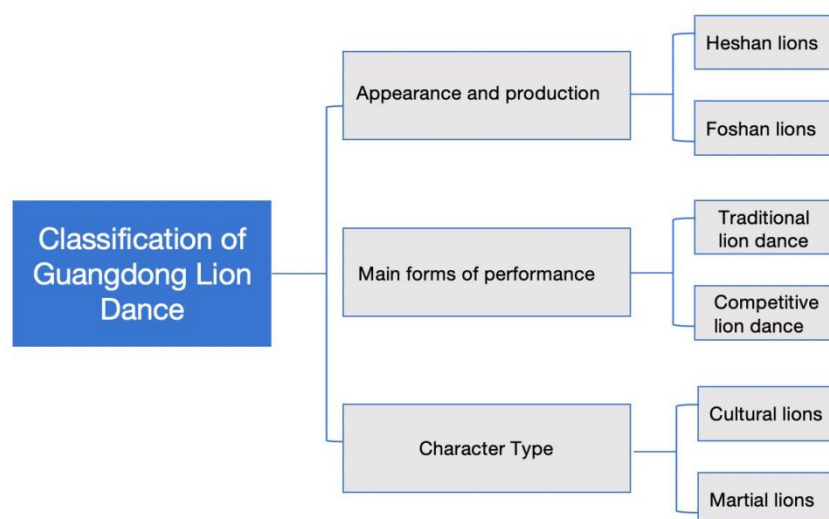 Classification of
Guangdong Lion
Dance
Appearance and production
Heshan lions
Foshan lions
Main forms of performance
Traditional
lion dance
Competitive
lion dance
Character Type
Cultural lions
Martial lions